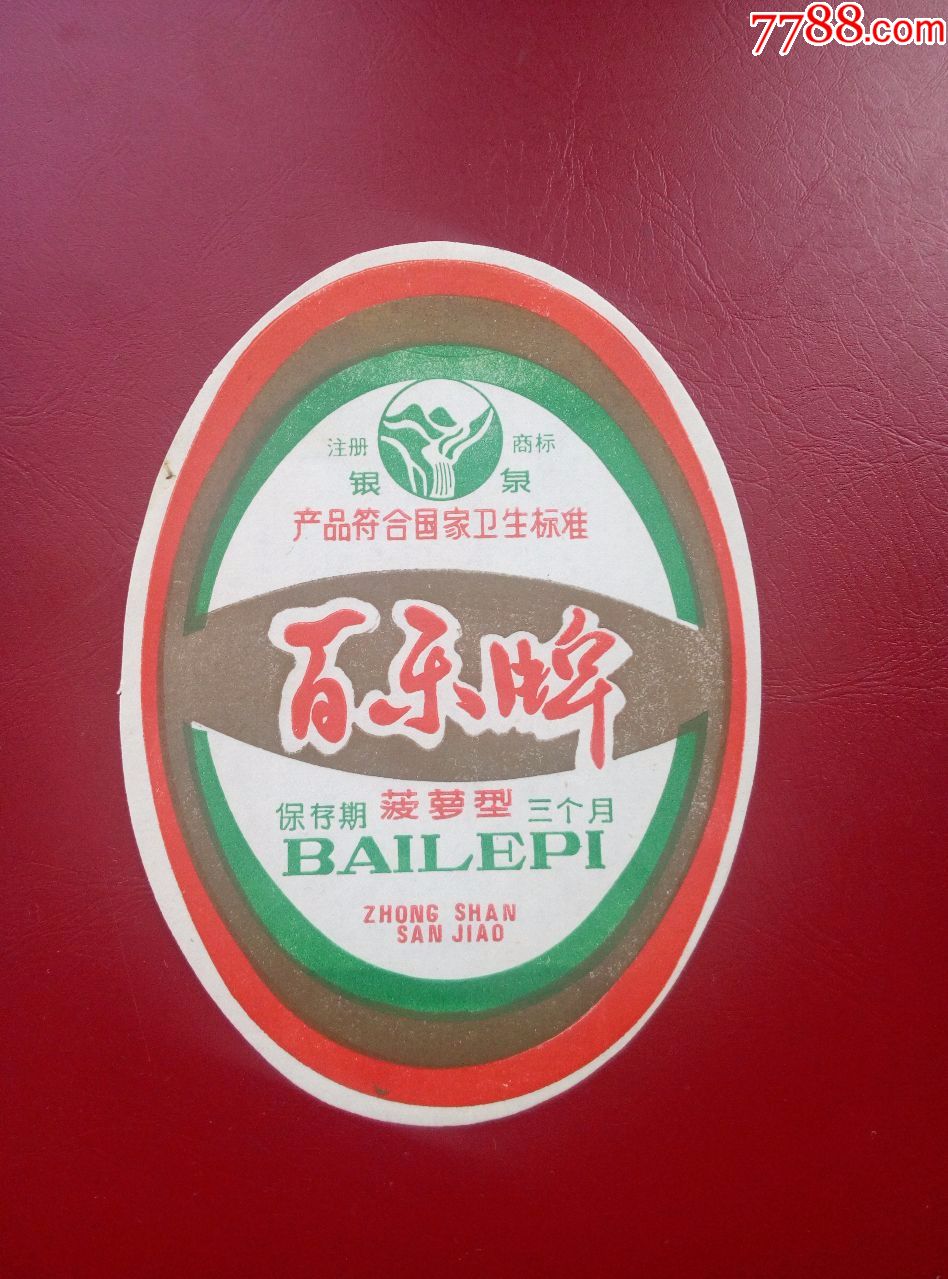 7788.com
注册 商标
银 泉
产品符合国家卫生标准
百乐啤
保存期 菠萝型 三个月
BAILEPI
ZHONG SHAN
SAN JIAO